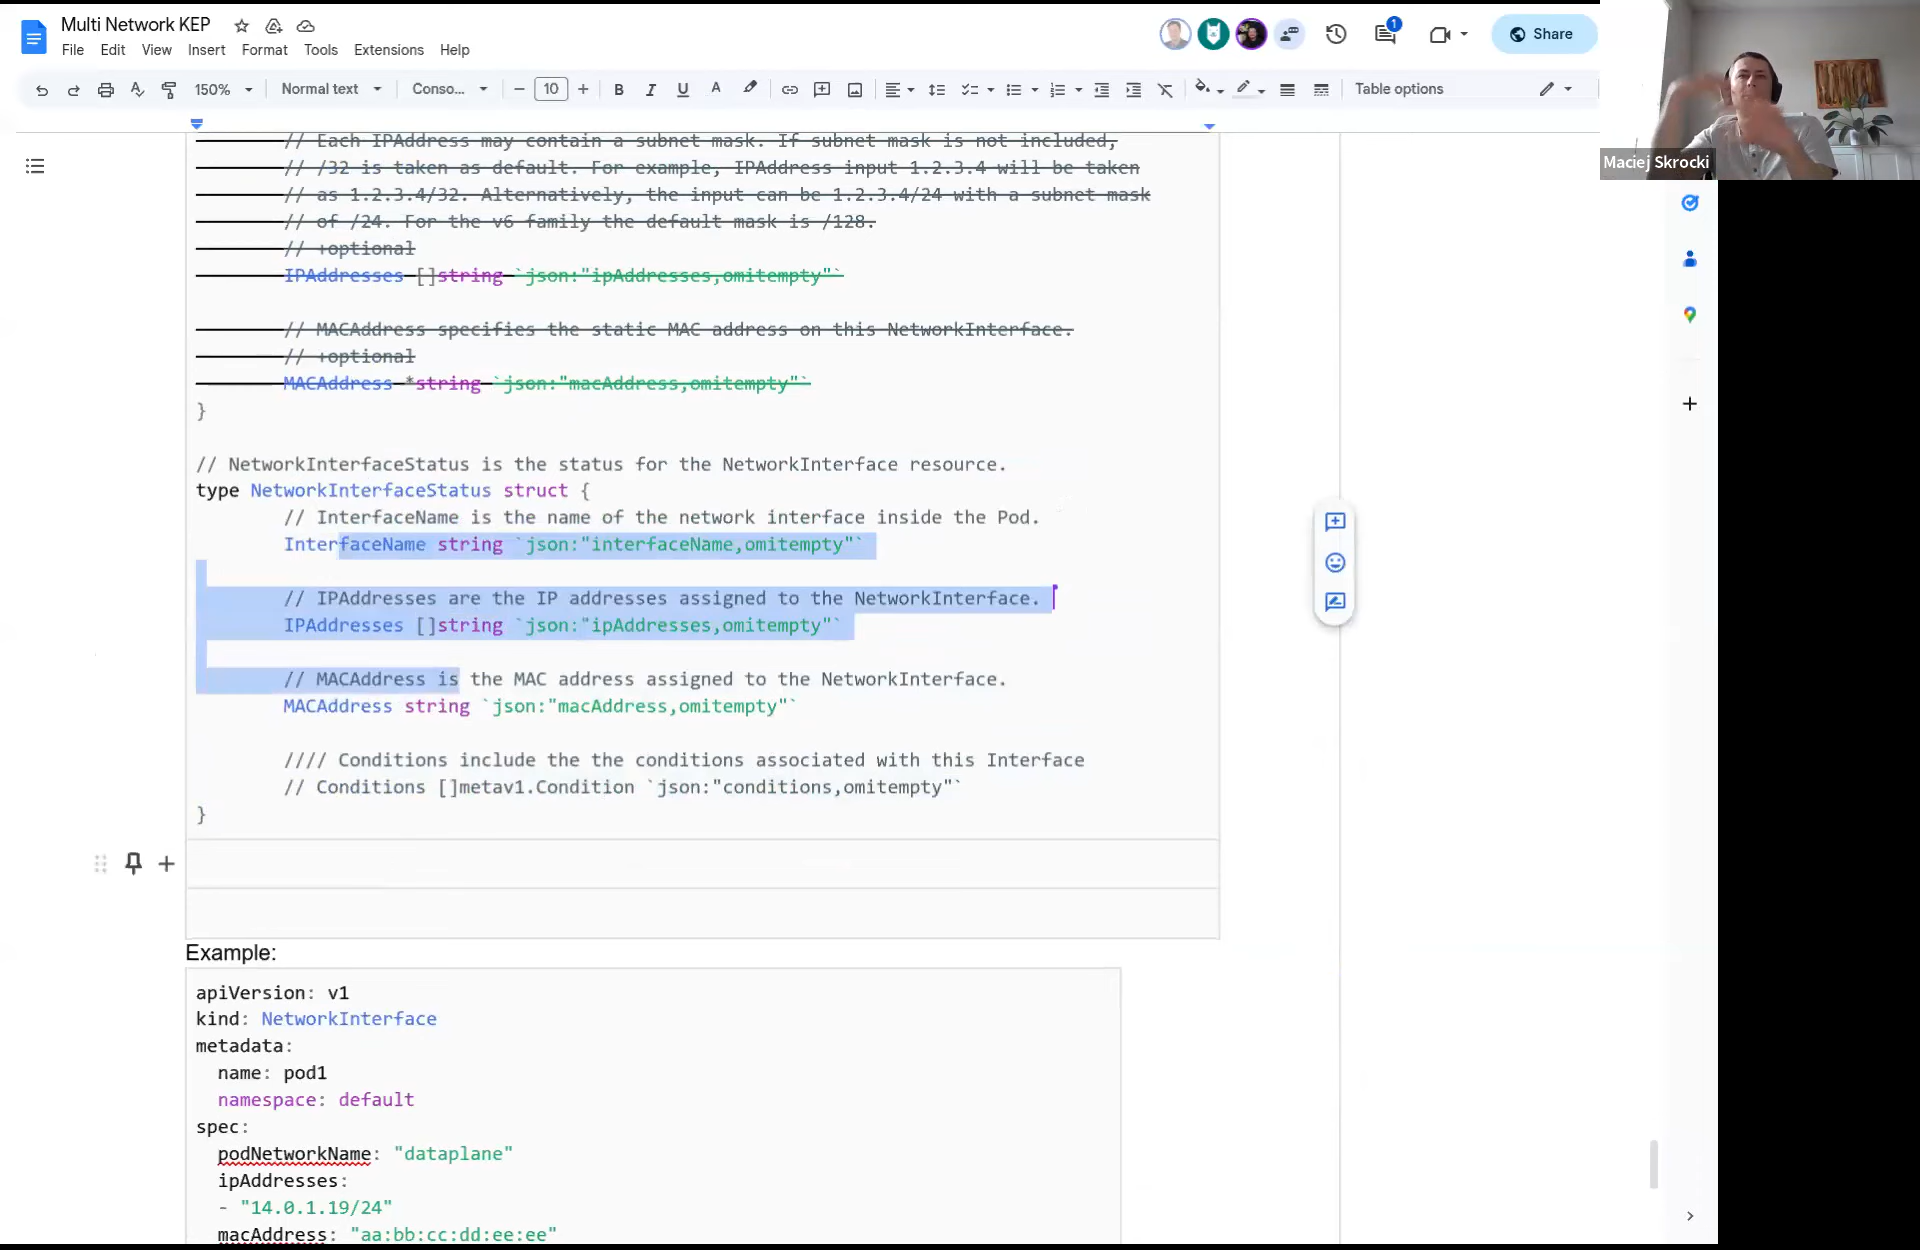 Multi Network KEP
1
Share
File Edit View Insert Format Tools Extensions Help
150% Normal text Conso... 10 B I U A Table options
Maciej Skrocki
// Each IPAddress may contain a subnet mask. If subnet mask is not included,
// /32 is taken as default. For example, IPAddress input 1.2.3.4 will be taken
// as 1.2.3.4/32. Alternatively, the input can be 1.2.3.4/24 with a subnet mask
// of /24. For the v6 family the default mask is /128.
// +optional
IPAddresses []string `json:"ipAddresses,omitempty"`
// MACAddress specifies the static MAC address on this NetworkInterface.
// +optional
MACAddress *string `json:"macAddress,omitempty"`
}
// NetworkInterfaceStatus is the status for the NetworkInterface resource.
type NetworkInterfaceStatus struct {
// InterfaceName is the name of the network interface inside the Pod.
InterfaceName string `json:"interfaceName,omitempty"`
// IPAddresses are the IP addresses assigned to the NetworkInterface.
IPAddresses []string `json:"ipAddresses,omitempty"`
// MACAddress is the MAC address assigned to the NetworkInterface.
MACAddress string `json:"macAddress,omitempty"`
//// Conditions include the the conditions associated with this Interface
// Conditions []metav1.Condition `json:"conditions,omitempty"`
}
Example:
apiVersion: v1
kind: NetworkInterface
metadata:
name: pod1
namespace: default
spec:
podNetworkName: "dataplane"
ipAddresses:
- "14.0.1.19/24"
macAddress: "aa:bb:cc:dd:ee:ee"